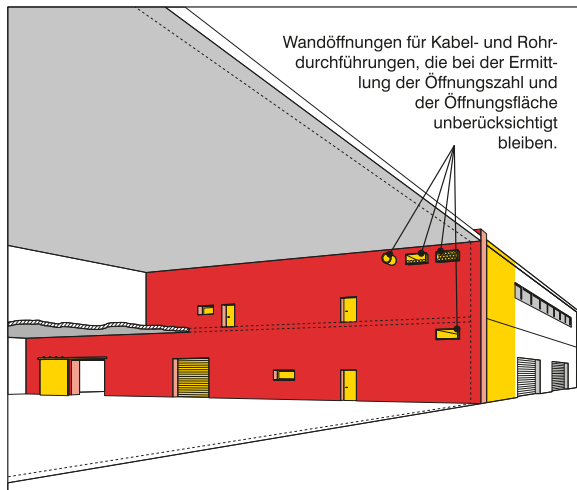 Wandöffnungen für Kabel- und Rohr-
durchführungen, die bei der Ermitt-
lung der Öffnungszahl und
der Öffnungsfläche
unberücksichtigt
bleiben.